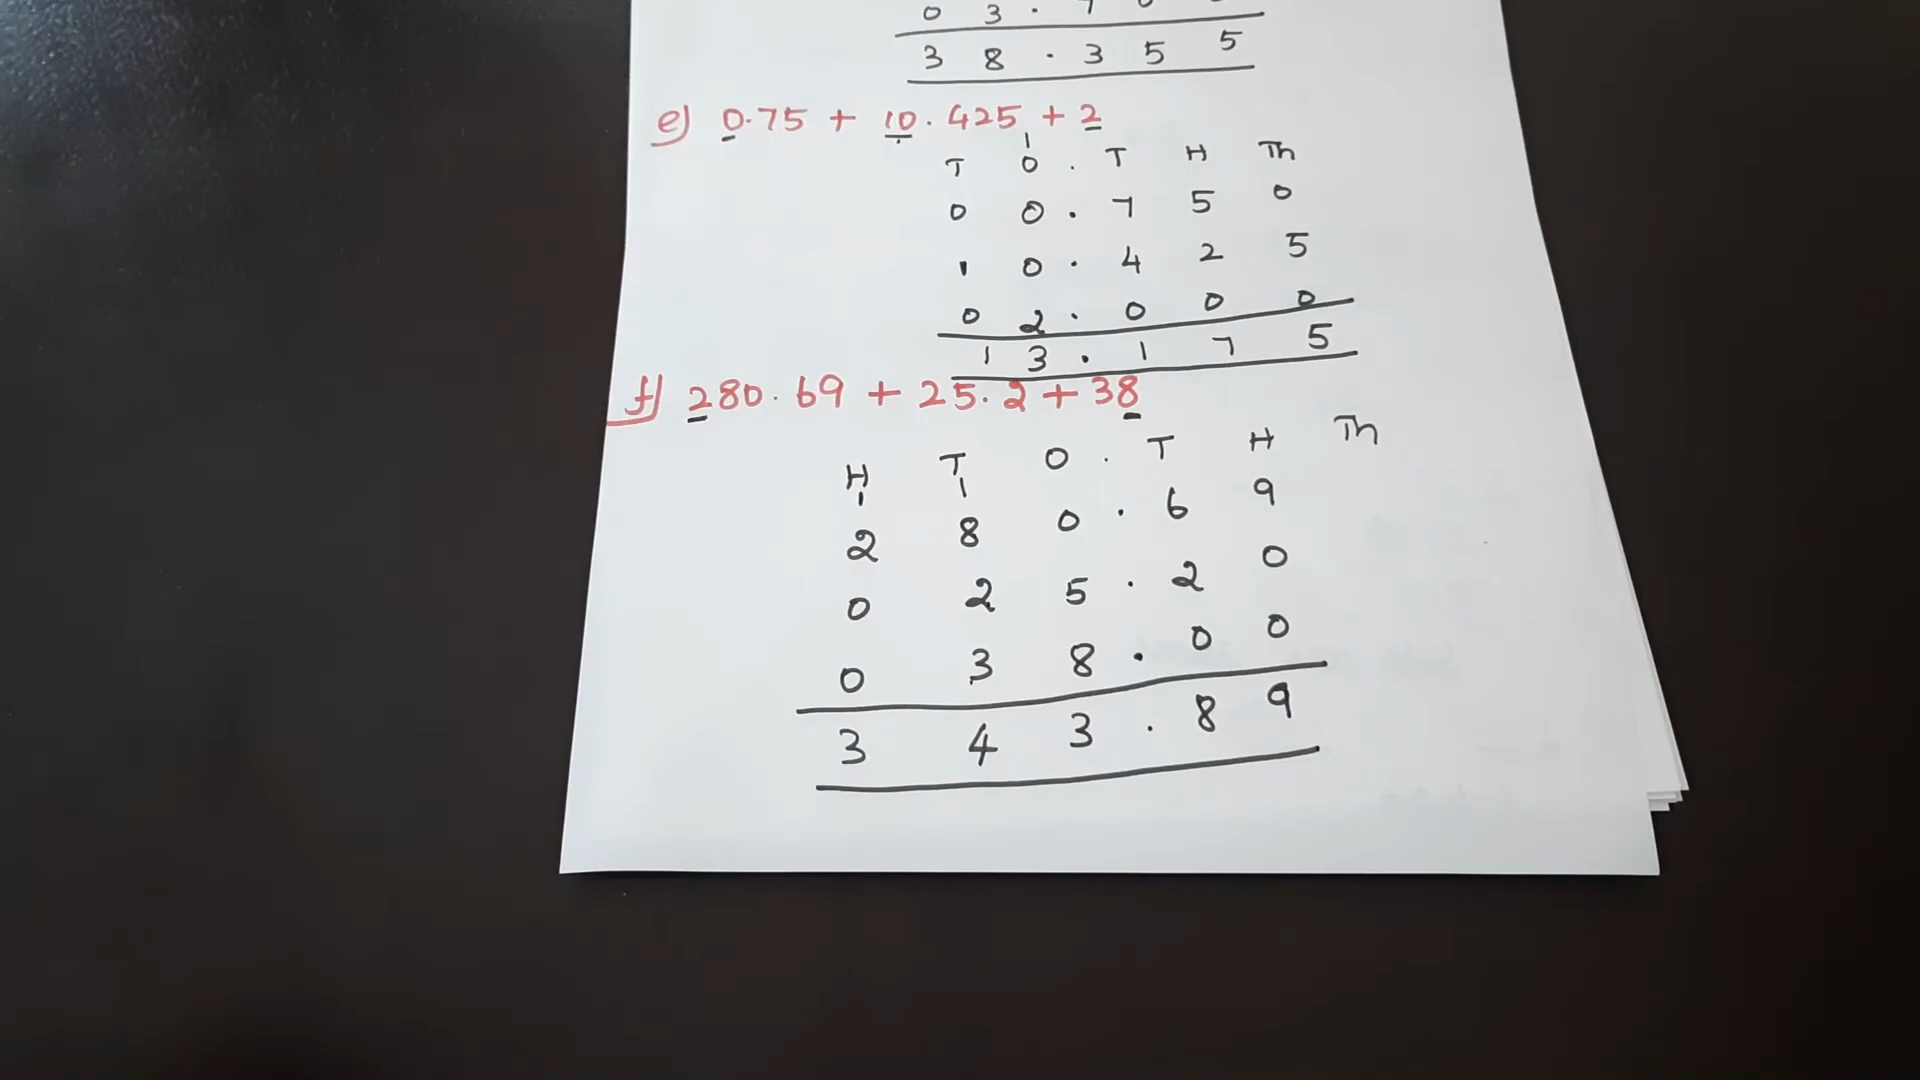 0 3 . 7
3 8 . 3 5 5
e) 0.75 + 10.425 + 2
1
T O . T H Th
0 0 . 7 5 0
1 0 . 4 2 5
0 2 . 0 0 0
1 3 . 1 7 5
f) 280.69 + 25.2 + 38
H T O . T H Th
1 1
2 8 0 . 6 9
0 2 5 . 2 0
0 3 8 . 0 0
3 4 3 . 8 9